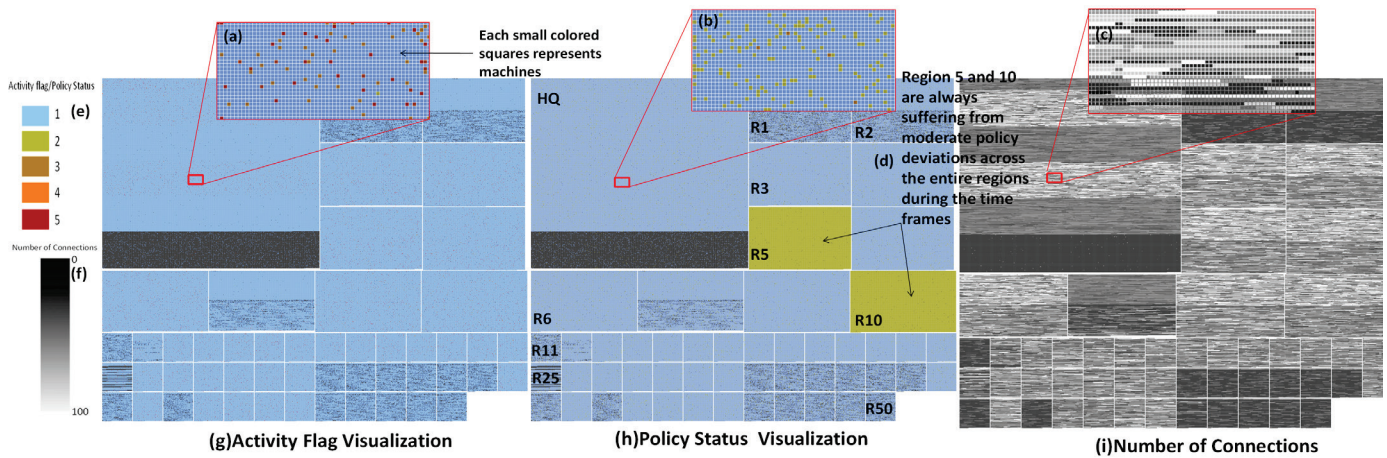 (a)
Each small colored
squares represents
machines
(b)
(c)
Activity flag/Policy Status
(e)
1
2
3
4
5
Number of Connections
0
(f)
100
HQ
R1
R2
R3
R5
R6
R10
R11
R25
R50
Region 5 and 10
are always
suffering from
moderate policy
deviations across
(d) the entire regions
during the time
frames
(g)Activity Flag Visualization
(h)Policy Status Visualization
(i)Number of Connections